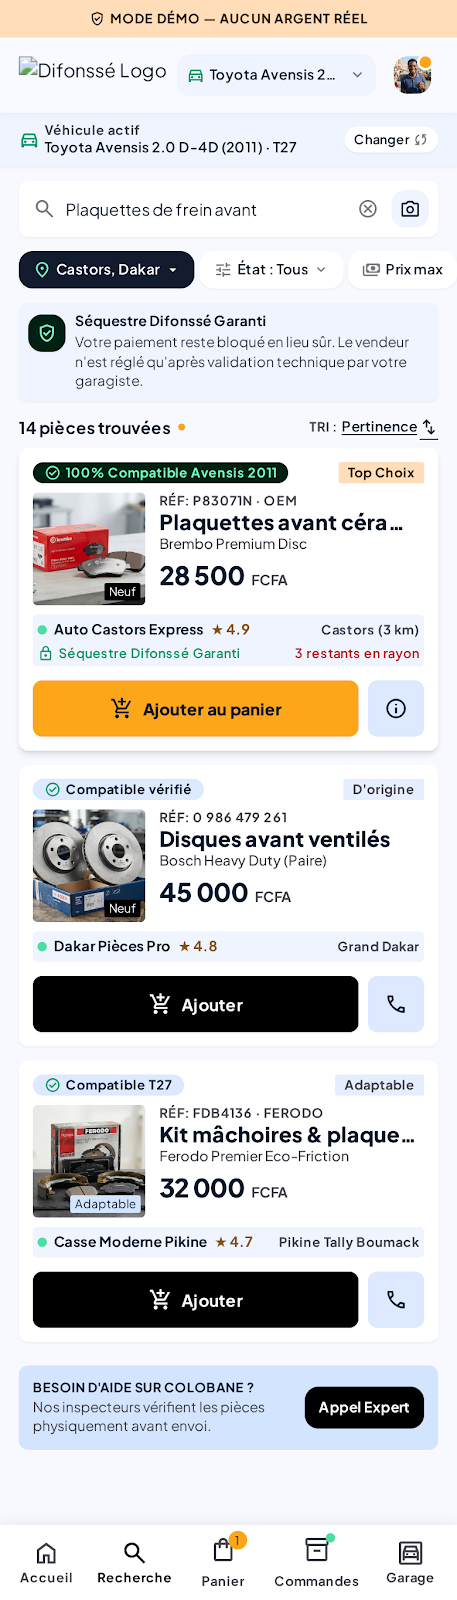 MODE DÉMO — AUCUN ARGENT RÉEL
Difonssé Logo
Toyota Avensis 2...
Véhicule actif
Toyota Avensis 2.0 D-4D (2011) · T27
Changer
Plaquettes de frein avant
Castors, Dakar
État : Tous
Prix max
Séquestre Difonssé Garanti
Votre paiement reste bloqué en lieu sûr. Le vendeur
n'est réglé qu'après validation technique par votre
garagiste.
14 pièces trouvées
TRI : Pertinence
100% Compatible Avensis 2011
Top Choix
RÉF: P83071N · OEM
Plaquettes avant céra...
Brembo Premium Disc
28 500 FCFA
brembo
Neuf
Auto Castors Express ★ 4.9
Castors (3 km)
Séquestre Difonssé Garanti
3 restants en rayon
Ajouter au panier
Compatible vérifié
D'origine
RÉF: 0 986 479 261
Disques avant ventilés
Bosch Heavy Duty (Paire)
45 000 FCFA
Neuf
Dakar Pièces Pro ★ 4.8
Grand Dakar
Ajouter
Compatible T27
Adaptable
RÉF: FDB4136 · FERODO
Kit mâchoires & plaque...
Ferodo Premier Eco-Friction
32 000 FCFA
FERODO
Adaptable
Casse Moderne Pikine ★ 4.7
Pikine Tally Boumack
Ajouter
BESOIN D'AIDE SUR COLOBANE ?
Nos inspecteurs vérifient les pièces
physiquement avant envoi.
Appel Expert
1
Accueil
Recherche
Panier
Commandes
Garage